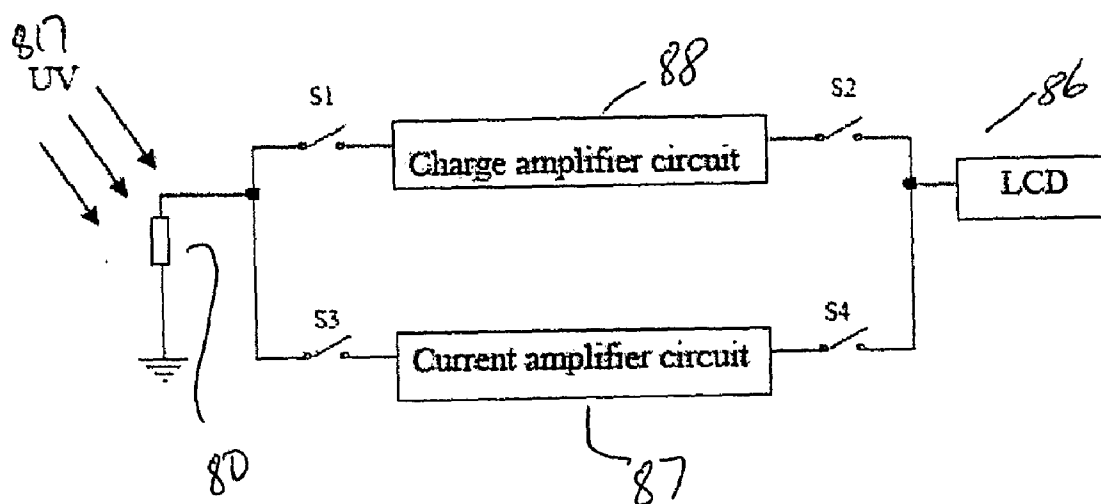 817
UV
S1
88
S2
86
Charge amplifier circuit
LCD
S3
S4
Current amplifier circuit
80
87